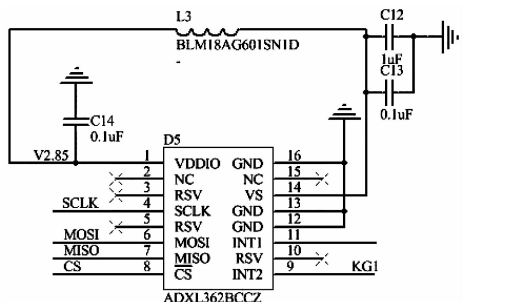 L3
BLM18AG601SN1D
-
C12
1uF
C13
0.1uF
C14
0.1uF
V2.85
D5
1 VDDIO GND 16
2 NC NC 15
3 RSV VS 14
SCLK 4 SCLK GND 13
5 RSV GND 12
MOSI 6 MOSI INT1 11
MISO 7 MISO RSV 10
CS 8 CS INT2 9 KG1
ADXL362BCCZ